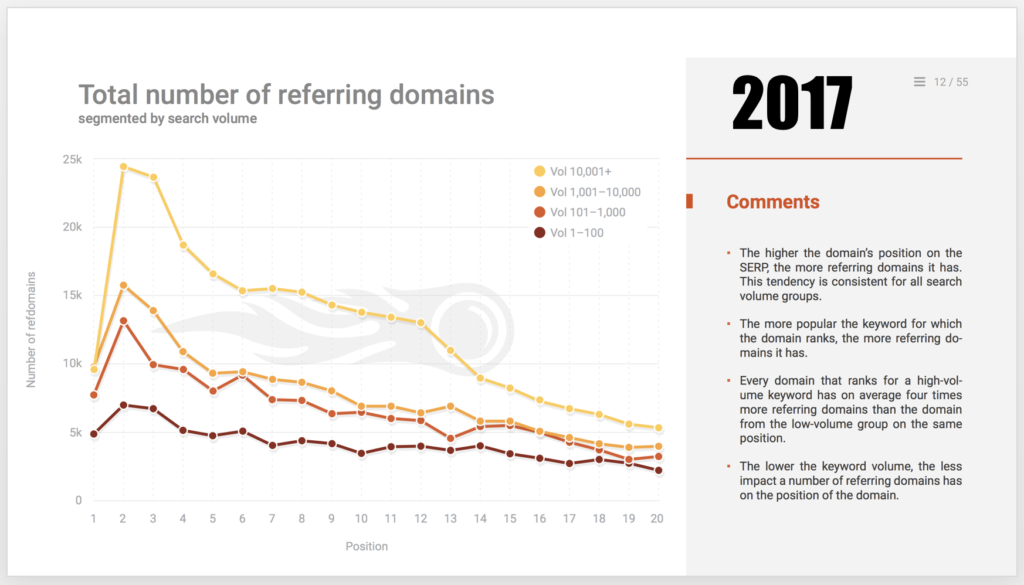 Total number of referring domains
segmented by search volume
25k
20k
15k
10k
5k
0
Number of refdomains
1 2 3 4 5 6 7 8 9 10 11 12 13 14 15 16 17 18 19 20
Position
Vol 10,001+
Vol 1,001–10,000
Vol 101–1,000
Vol 1–100
2017
12 / 55
Comments
The higher the domain's position on the
SERP, the more referring domains it has.
This tendency is consistent for all search
volume groups.
The more popular the keyword for which
the domain ranks, the more referring do-
mains it has.
Every domain that ranks for a high-vol-
ume keyword has on average four times
more referring domains than the domain
from the low-volume group on the same
position.
The lower the keyword volume, the less
impact a number of referring domains has
on the position of the domain.